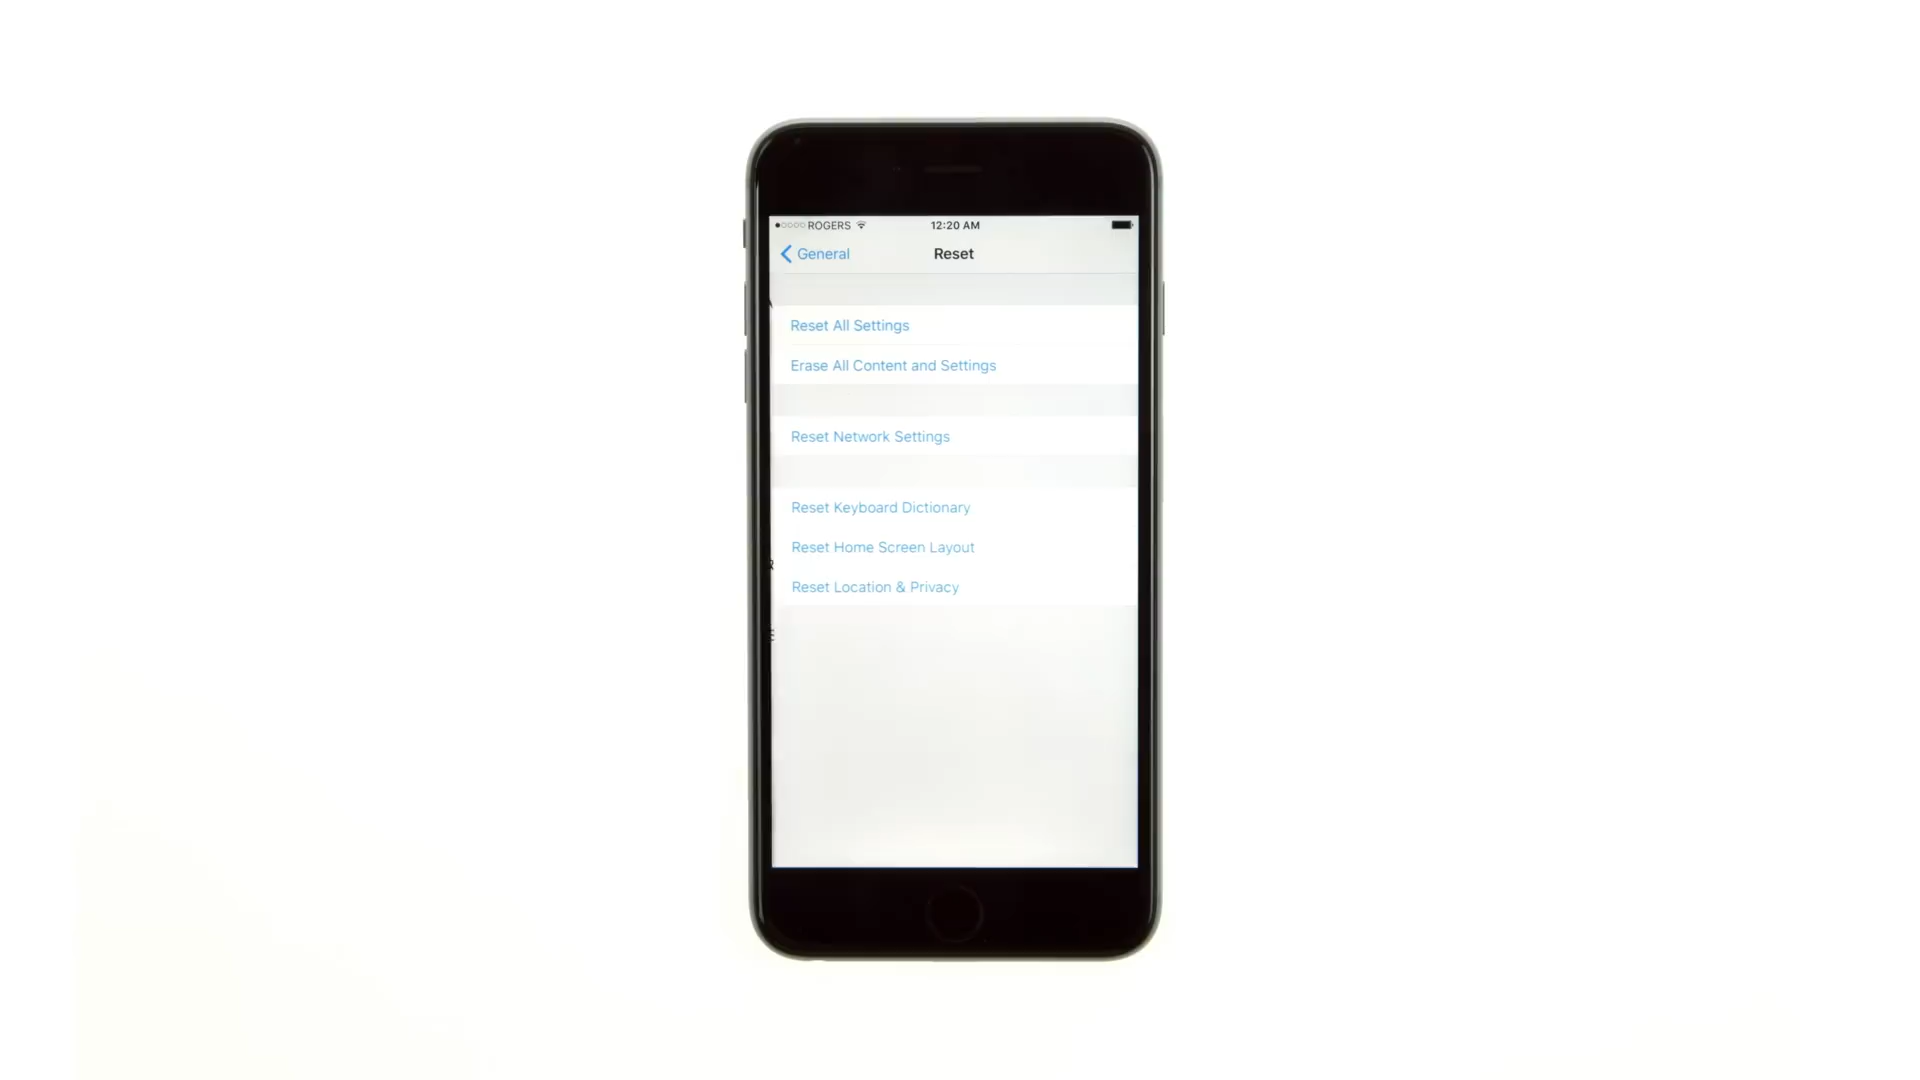 ROGERS 12:20 AM
General Reset
Reset All Settings
Erase All Content and Settings
Reset Network Settings
Reset Keyboard Dictionary
Reset Home Screen Layout
Reset Location & Privacy